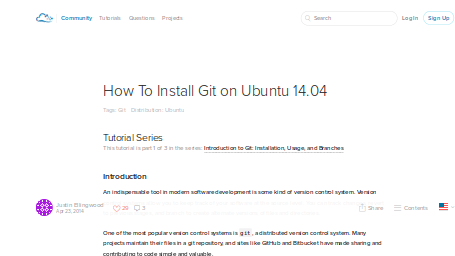 Community Tutorials Questions Projects Search Log In Sign Up
How To Install Git on Ubuntu 14.04
Tags: Git Distribution: Ubuntu
Tutorial Series
This tutorial is part 1 of 3 in the series: Introduction to Git: Installation, Usage, and Branches
Introduction
An indispensable tool in modern software development is some kind of version control system. Version
Justin Ellingwood
Apr 23, 2014
29 3 Share Contents
One of the most popular version control systems is git, a distributed version control system. Many
projects maintain their files in a git repository, and sites like GitHub and Bitbucket have made sharing and
contributing to code simple and valuable.